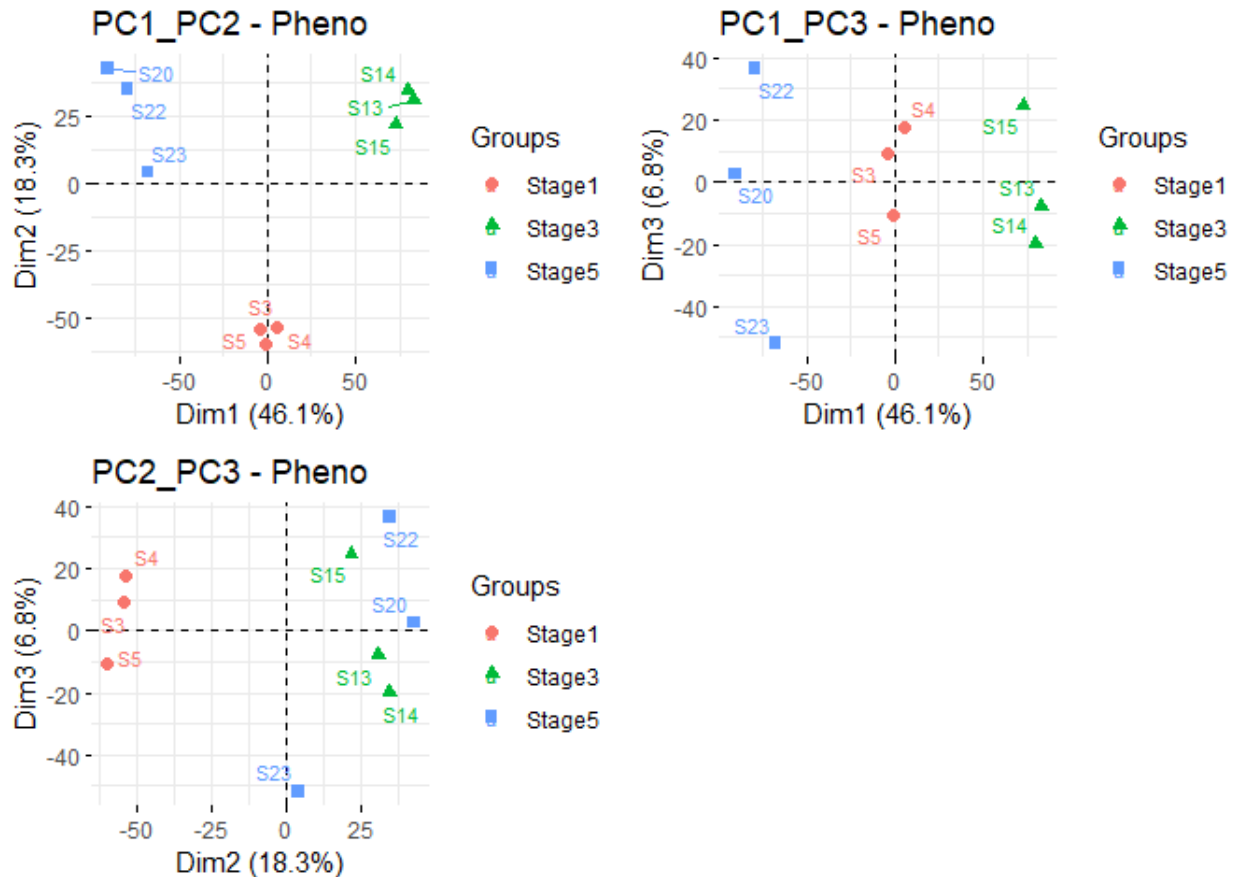 PC1_PC2 - Pheno
S20
S22
S23
S14
S13
S15
S3
S5
S4
25
0
-25
-50
Dim2 (18.3%)
-50
0
50
Dim1 (46.1%)
Groups
Stage1
Stage3
Stage5
PC1_PC3 - Pheno
S22
S4
S15
S3
S20
S13
S14
S5
S23
40
20
0
-20
-40
Dim3 (6.8%)
-50
0
50
Dim1 (46.1%)
Groups
Stage1
Stage3
Stage5
PC2_PC3 - Pheno
S22
S4
S15
S20
S3
S5
S13
S14
S23
40
20
0
-20
-40
Dim3 (6.8%)
-50
-25
0
25
Dim2 (18.3%)
Groups
Stage1
Stage3
Stage5